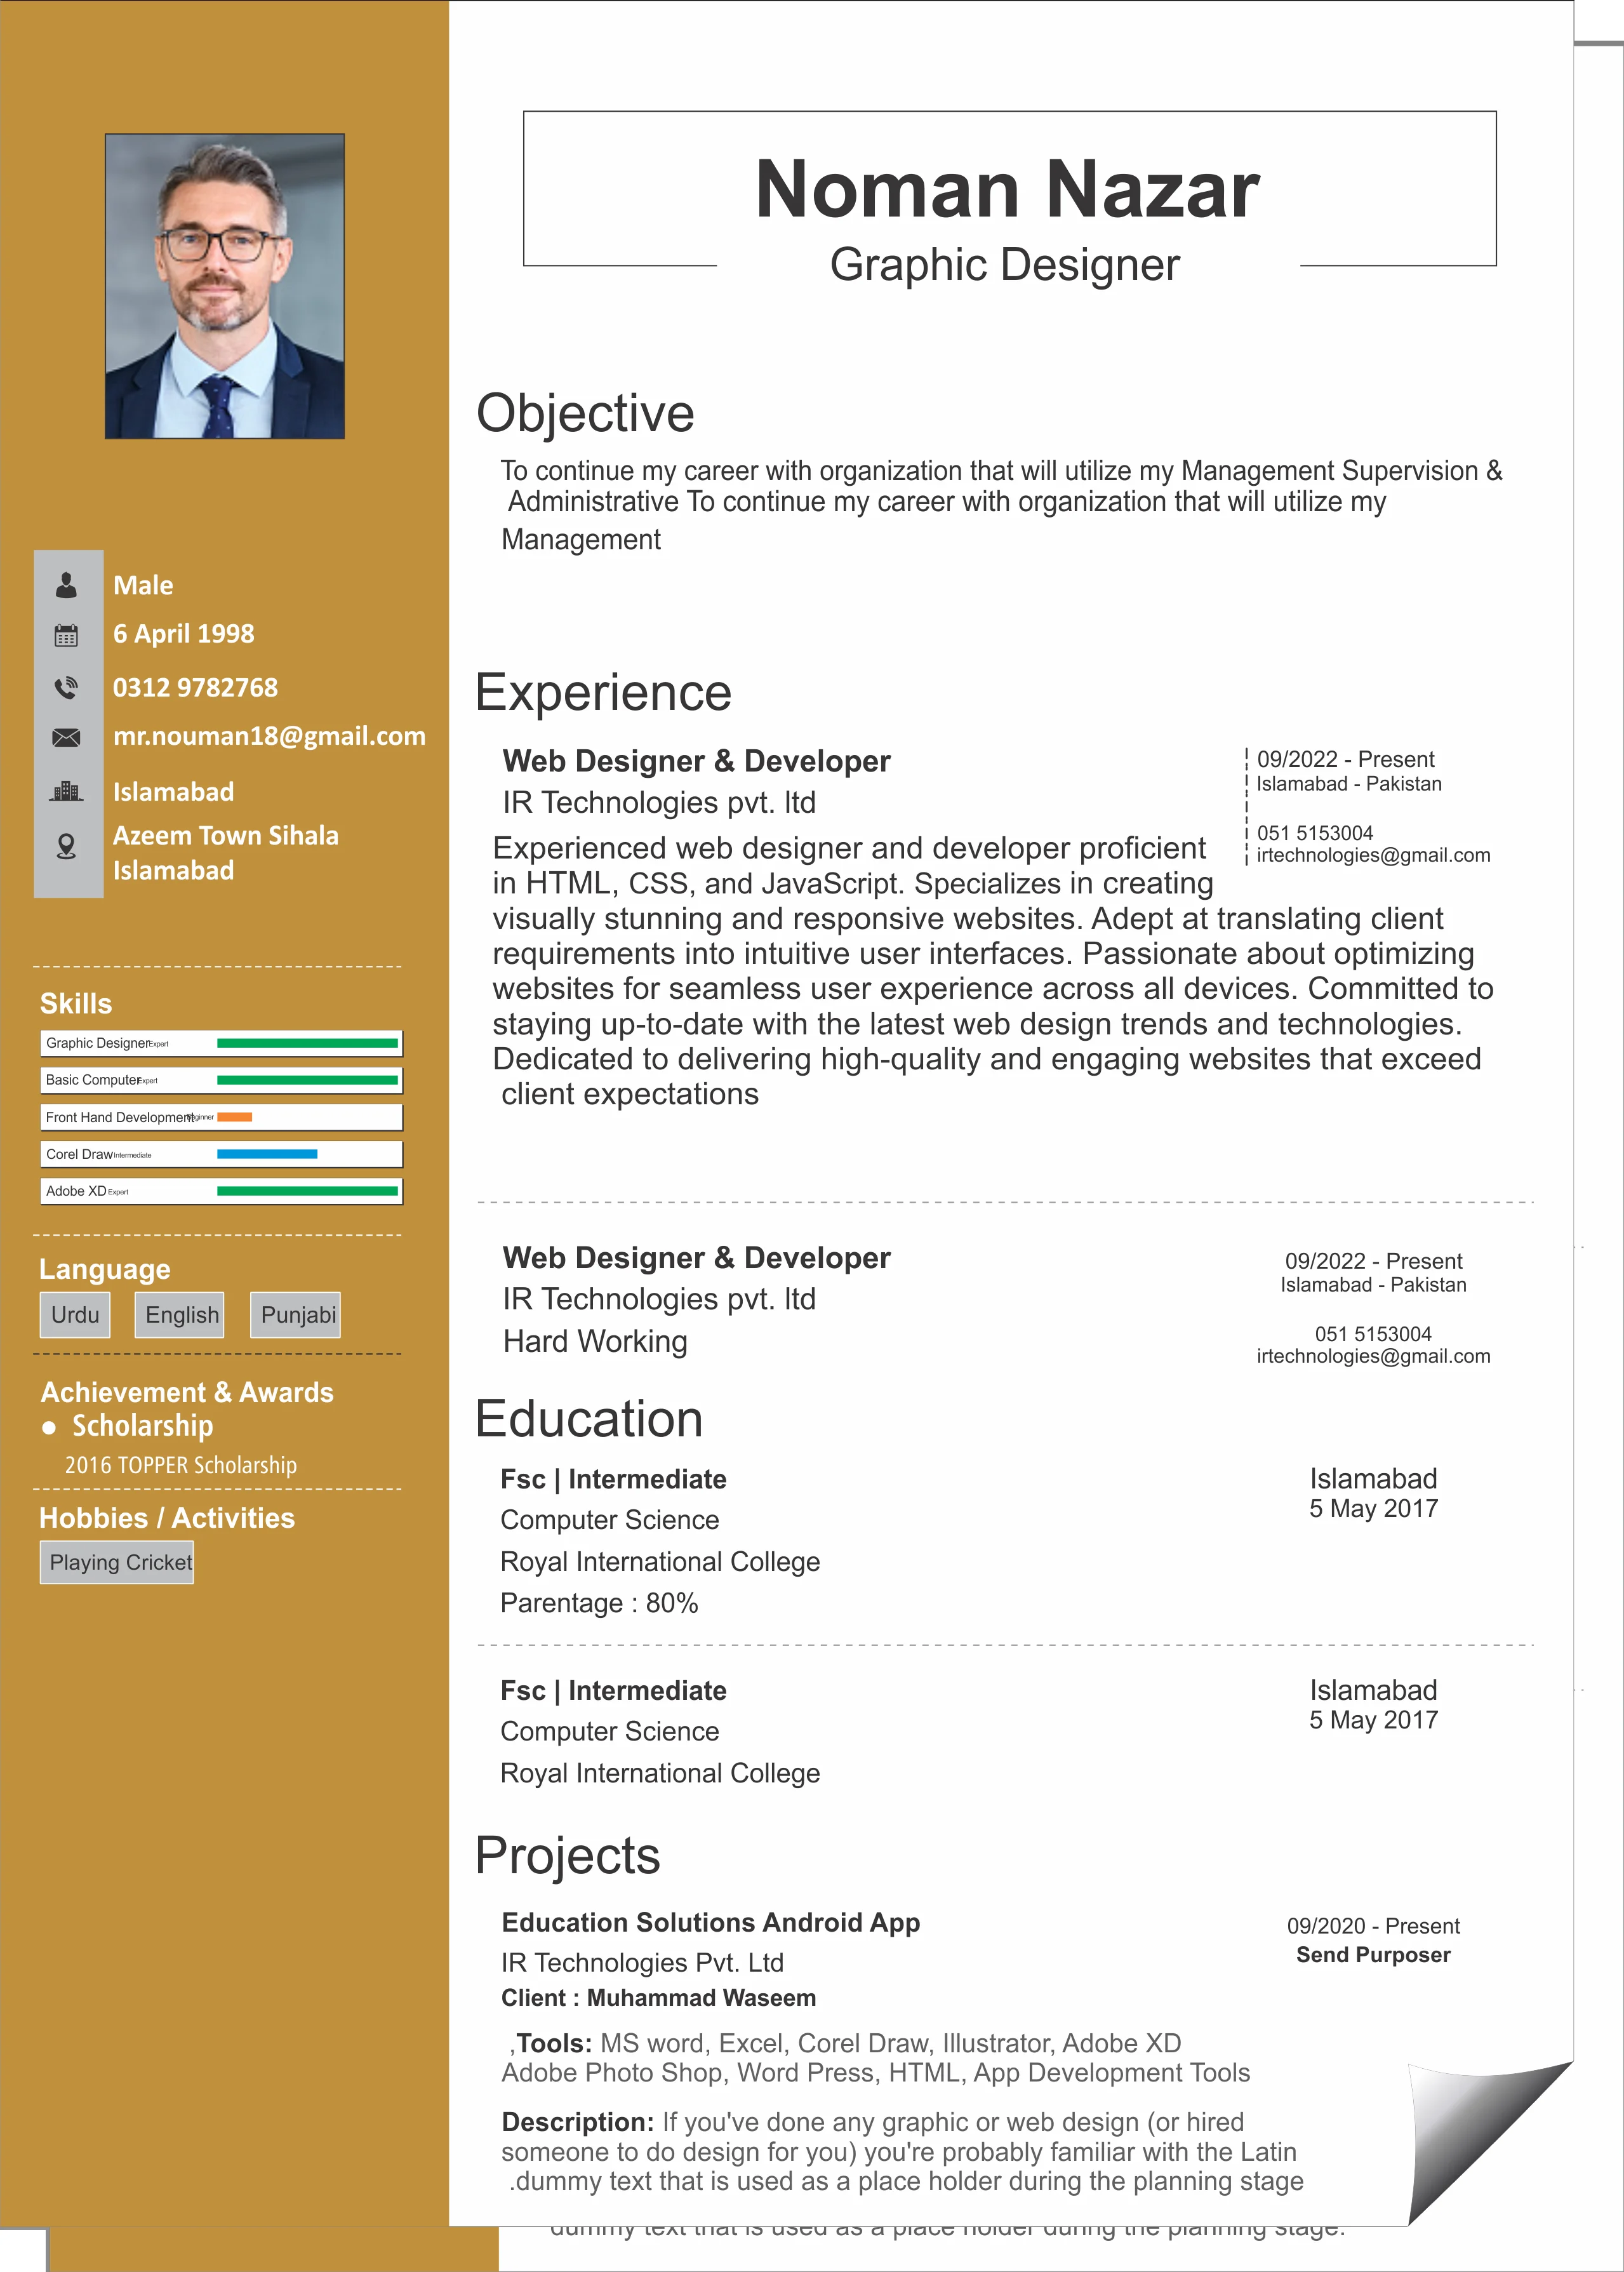 Noman Nazar
Graphic Designer
Male
6 April 1998
0312 9782768
mr.nouman18@gmail.com
Islamabad
Azeem Town Sihala
Islamabad
Skills
Graphic Designer Expert
Basic Computer Expert
Front Hand Development Beginner
Corel Draw Intermediate
Adobe XD Expert
Language
Urdu English Punjabi
Achievement & Awards
● Scholarship
2016 TOPPER Scholarship
Hobbies / Activities
Playing Cricket
Objective
To continue my career with organization that will utilize my Management Supervision &
Administrative To continue my career with organization that will utilize my
Management
Experience
Web Designer & Developer
IR Technologies pvt. ltd
09/2022 - Present
Islamabad - Pakistan
051 5153004
irtechnologies@gmail.com
Experienced web designer and developer proficient
in HTML, CSS, and JavaScript. Specializes in creating
visually stunning and responsive websites. Adept at translating client
requirements into intuitive user interfaces. Passionate about optimizing
websites for seamless user experience across all devices. Committed to
staying up-to-date with the latest web design trends and technologies.
Dedicated to delivering high-quality and engaging websites that exceed
client expectations
Web Designer & Developer
IR Technologies pvt. ltd
Hard Working
09/2022 - Present
Islamabad - Pakistan
051 5153004
irtechnologies@gmail.com
Education
Fsc | Intermediate
Computer Science
Royal International College
Parentage : 80%
Islamabad
5 May 2017
Fsc | Intermediate
Computer Science
Royal International College
Islamabad
5 May 2017
Projects
Education Solutions Android App
IR Technologies Pvt. Ltd
Client : Muhammad Waseem
09/2020 - Present
Send Purposer
,Tools: MS word, Excel, Corel Draw, Illustrator, Adobe XD
Adobe Photo Shop, Word Press, HTML, App Development Tools
Description: If you've done any graphic or web design (or hired
someone to do design for you) you're probably familiar with the Latin
.dummy text that is used as a place holder during the planning stage
dummy text that is used as a place holder during the planning stage.